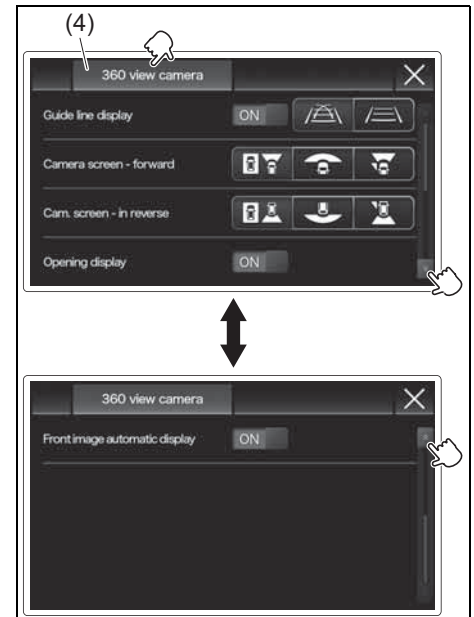 (4)
360 view camera
Guide line display ON
Camera screen - forward
Cam. screen - in reverse
Opening display ON
360 view camera
Front image automatic display ON